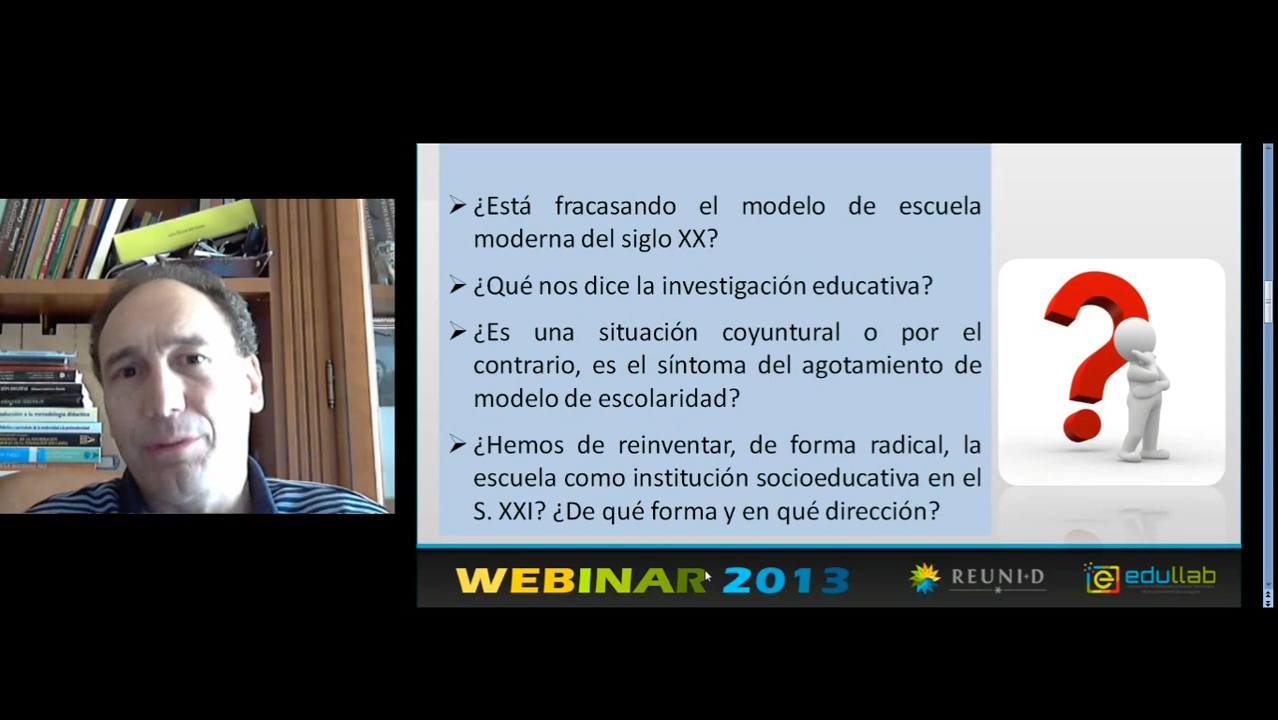 ¿Está fracasando el modelo de escuela
moderna del siglo XX?
¿Qué nos dice la investigación educativa?
¿Es una situación coyuntural o por el
contrario, es el síntoma del agotamiento de
modelo de escolaridad?
¿Hemos de reinventar, de forma radical, la
escuela como institución socioeducativa en el
S. XXI? ¿De qué forma y en qué dirección?
WEBINAR 2013
REUNI+D
edullab